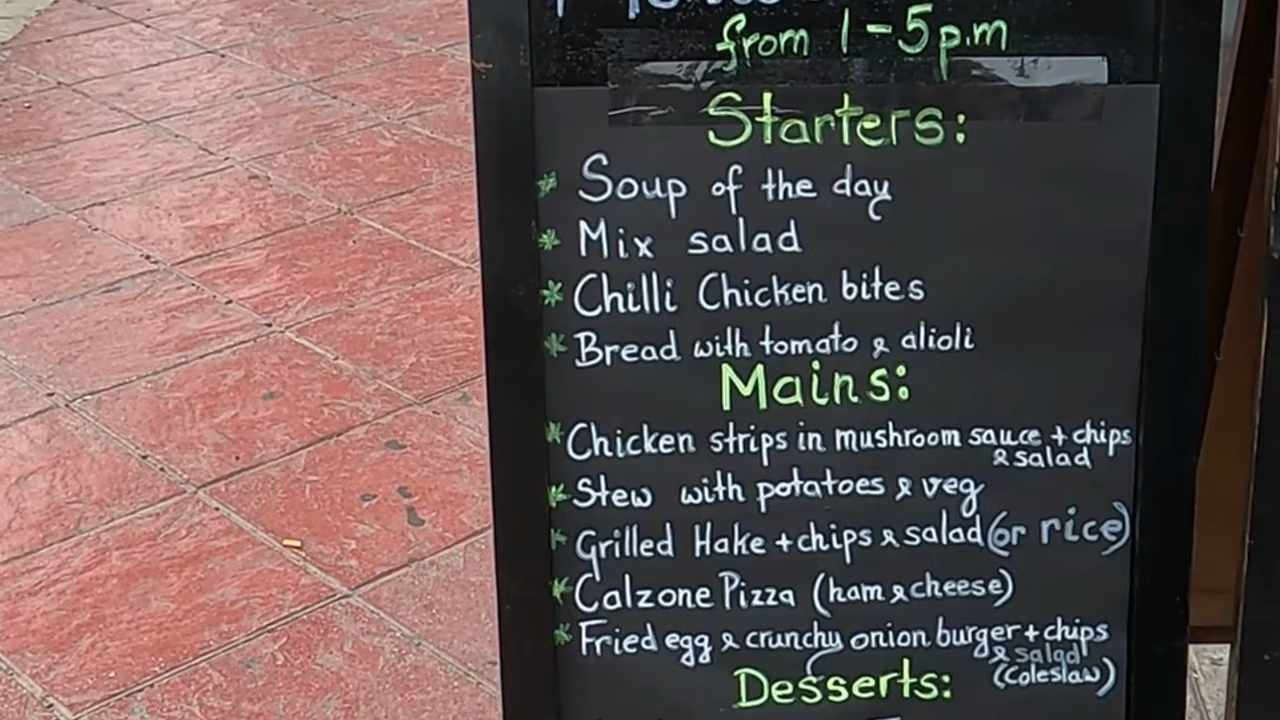 from 1-5p.m
Starters:
* Soup of the day
* Mix salad
* Chilli Chicken bites
* Bread with tomato & alioli
Mains:
* Chicken strips in mushroom sauce + chips
& salad
* Stew with potatoes & veg
* Grilled Hake + chips & salad (or rice)
* Calzone Pizza (ham & cheese)
* Fried egg & crunchy onion burger + chips
& salad
(Coleslaw)
Desserts: